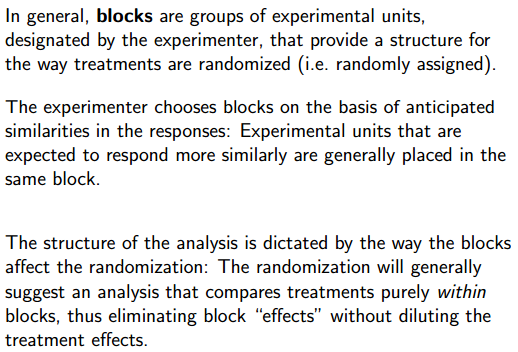 In general, blocks are groups of experimental units,
designated by the experimenter, that provide a structure for
the way treatments are randomized (i.e. randomly assigned).
The experimenter chooses blocks on the basis of anticipated
similarities in the responses: Experimental units that are
expected to respond more similarly are generally placed in the
same block.
The structure of the analysis is dictated by the way the blocks
affect the randomization: The randomization will generally
suggest an analysis that compares treatments purely within
blocks, thus eliminating block “effects” without diluting the
treatment effects.